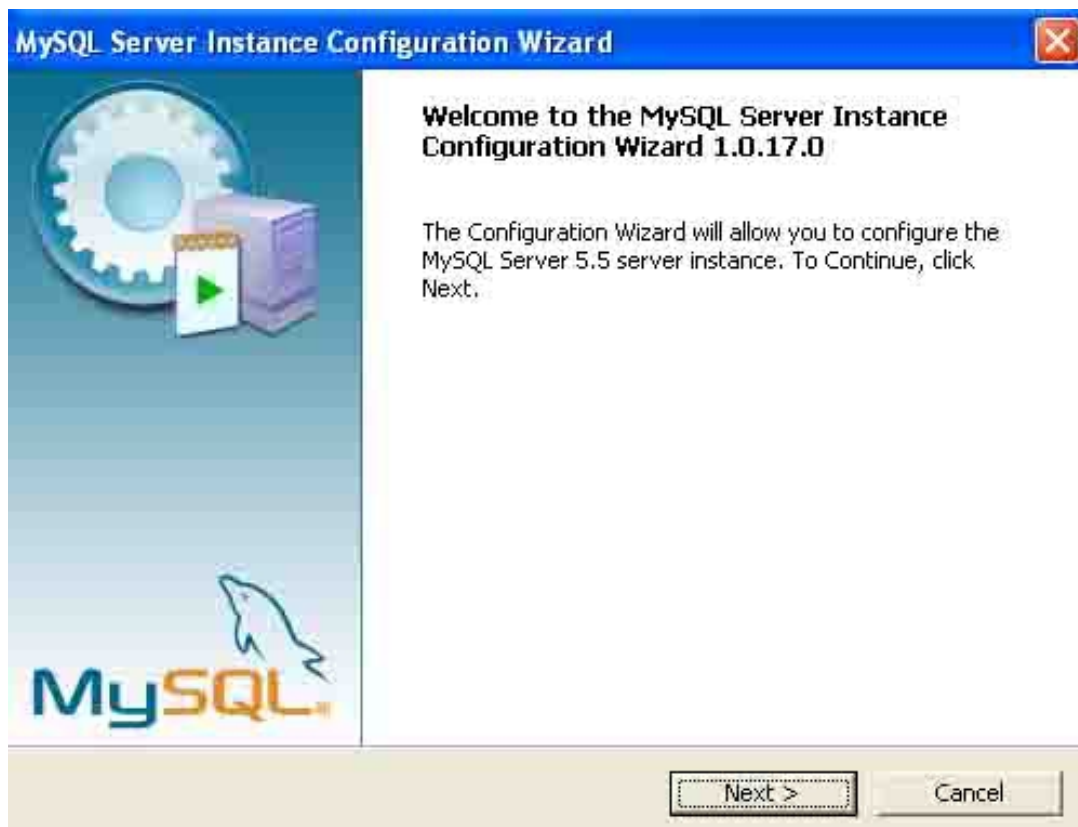 MySQL Server Instance Configuration Wizard
Welcome to the MySQL Server Instance
Configuration Wizard 1.0.17.0
The Configuration Wizard will allow you to configure the
MySQL Server 5.5 server instance. To Continue, click
Next.
MySQL®
Next >
Cancel